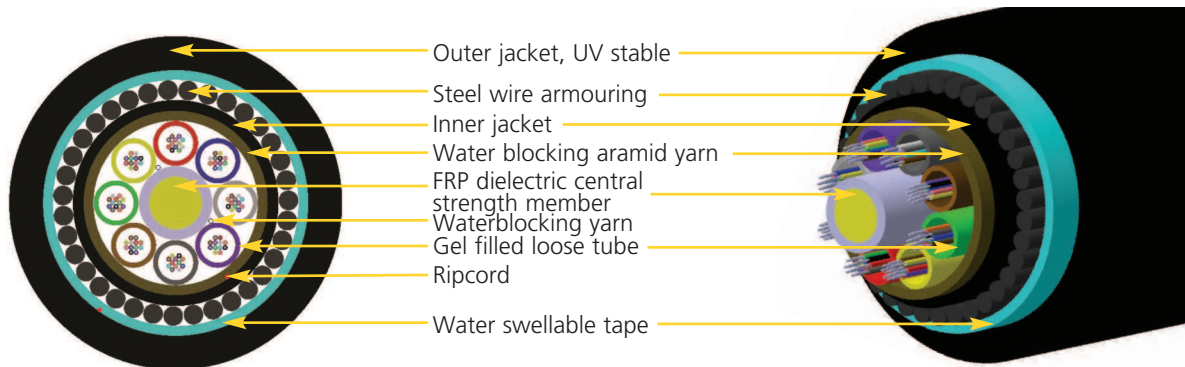 Outer jacket, UV stable
Steel wire armouring
Inner jacket
Water blocking aramid yarn
FRP dielectric central
strength member
Waterblocking yarn
Gel filled loose tube
Ripcord
Water swellable tape